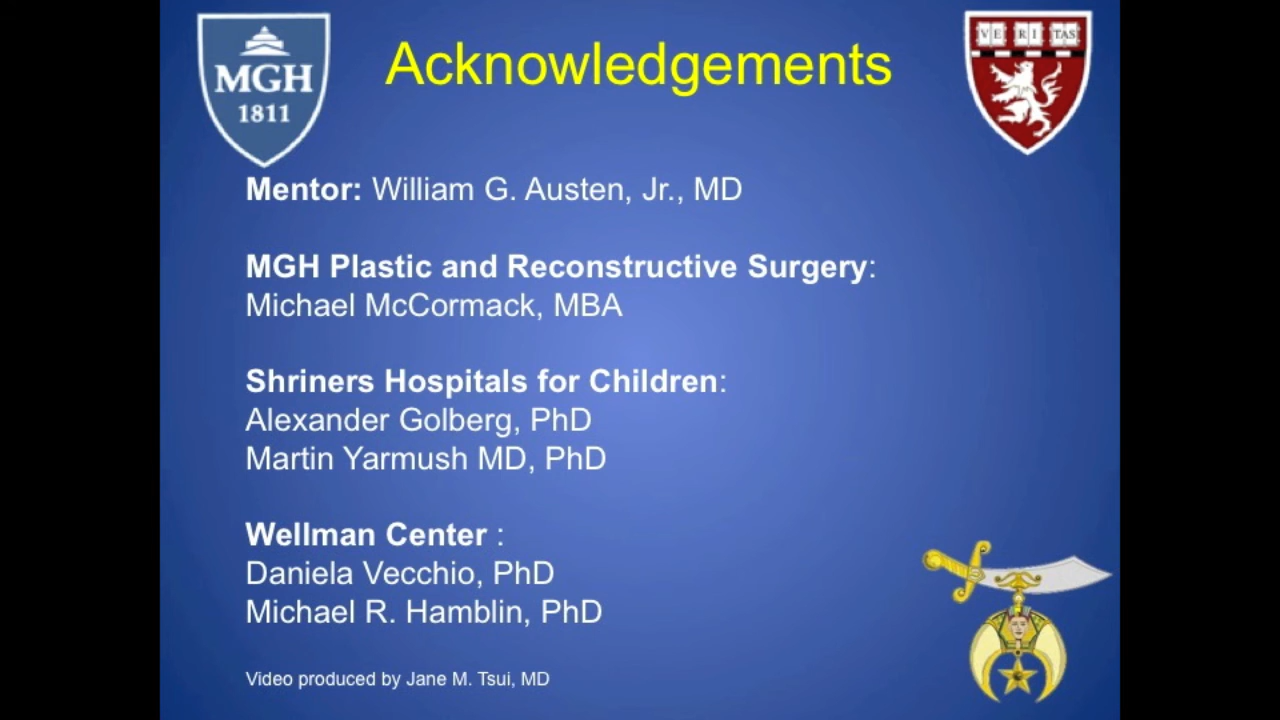 MGH
1811
Acknowledgements
VE RI TAS
Mentor: William G. Austen, Jr., MD
MGH Plastic and Reconstructive Surgery:
Michael McCormack, MBA
Shriners Hospitals for Children:
Alexander Golberg, PhD
Martin Yarmush MD, PhD
Wellman Center :
Daniela Vecchio, PhD
Michael R. Hamblin, PhD
Video produced by Jane M. Tsui, MD